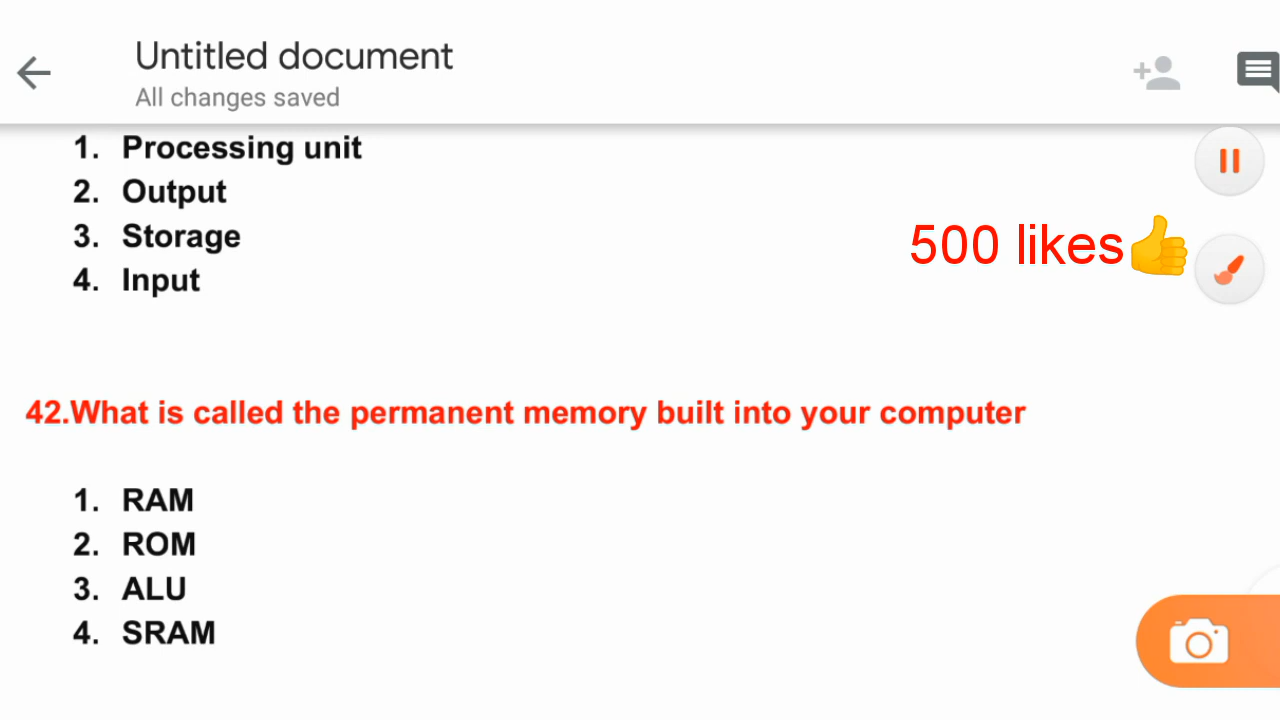 Untitled document
All changes saved
1. Processing unit
2. Output
3. Storage
4. Input
500 likes👍
42.What is called the permanent memory built into your computer
1. RAM
2. ROM
3. ALU
4. SRAM